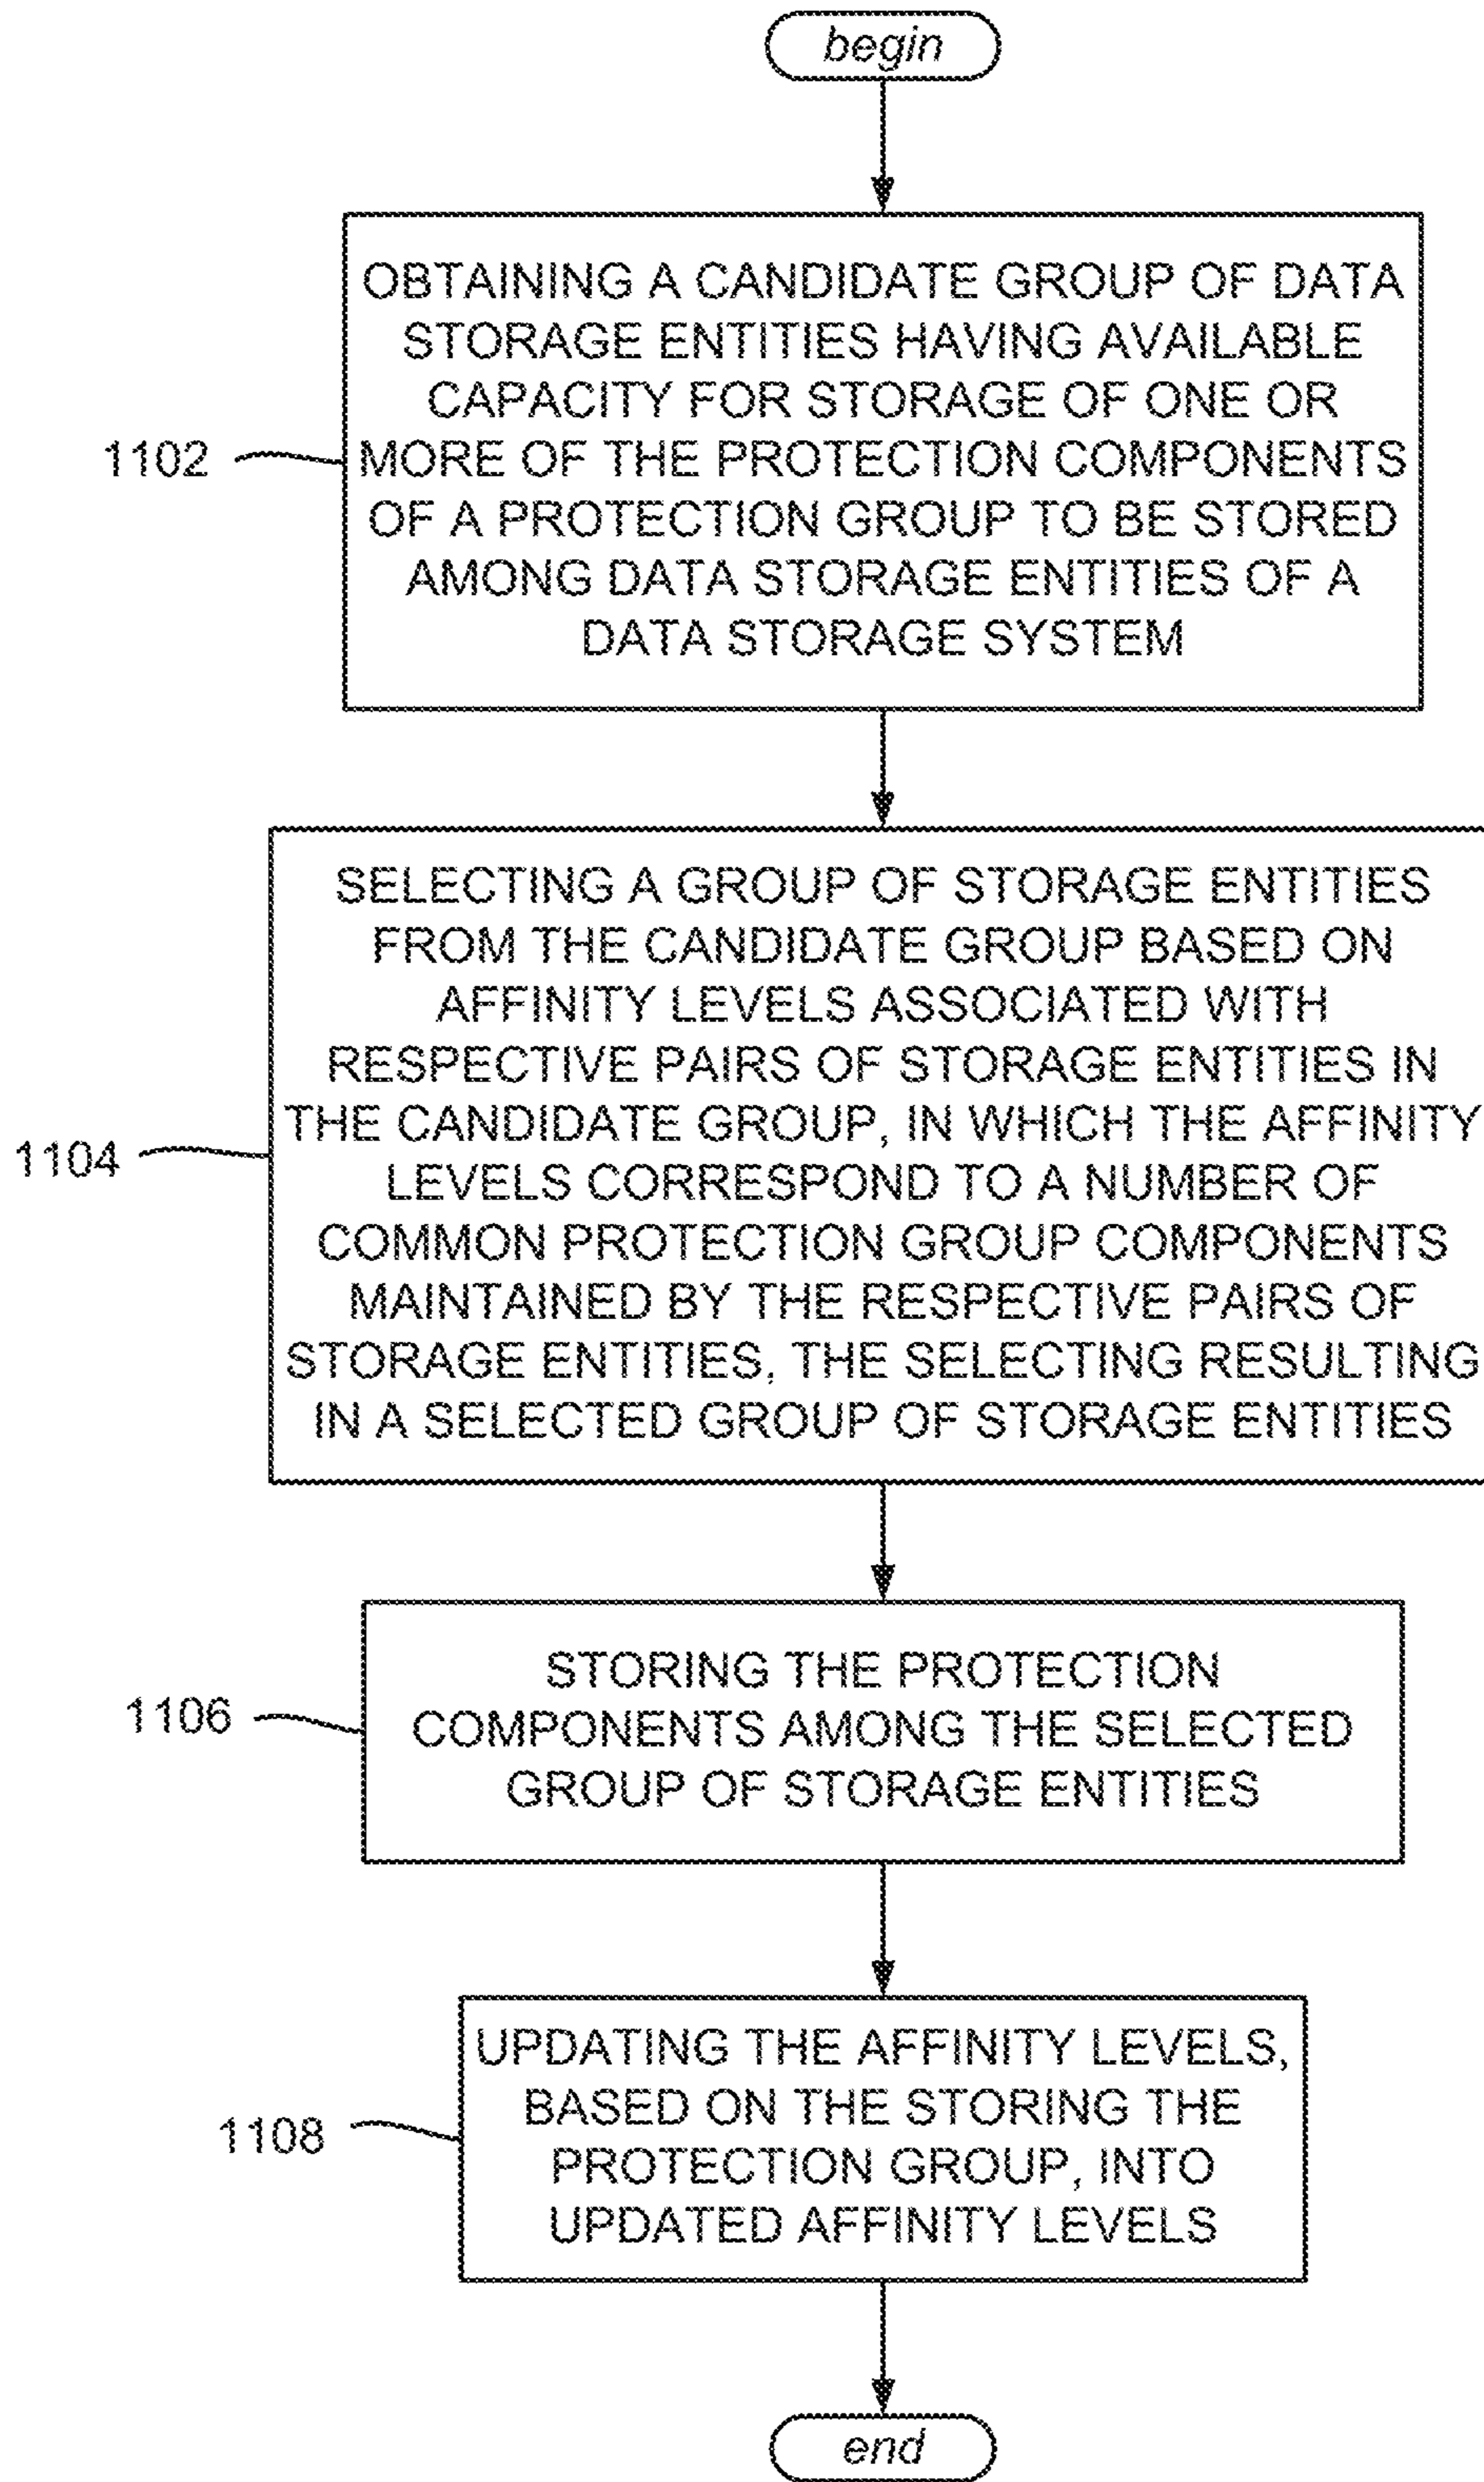 begin
OBTAINING A CANDIDATE GROUP OF DATA
STORAGE ENTITIES HAVING AVAILABLE
CAPACITY FOR STORAGE OF ONE OR
1102
MORE OF THE PROTECTION COMPONENTS
OF A PROTECTION GROUP TO BE STORED
AMONG DATA STORAGE ENTITIES OF A
DATA STORAGE SYSTEM
SELECTING A GROUP OF STORAGE ENTITIES
FROM THE CANDIDATE GROUP BASED ON
AFFINITY LEVELS ASSOCIATED WITH
RESPECTIVE PAIRS OF STORAGE ENTITIES IN
THE CANDIDATE GROUP, IN WHICH THE AFFINITY
1104
LEVELS CORRESPOND TO A NUMBER OF
COMMON PROTECTION GROUP COMPONENTS
MAINTAINED BY THE RESPECTIVE PAIRS OF
STORAGE ENTITIES, THE SELECTING RESULTING
IN A SELECTED GROUP OF STORAGE ENTITIES
STORING THE PROTECTION
1106
COMPONENTS AMONG THE SELECTED
GROUP OF STORAGE ENTITIES
UPDATING THE AFFINITY LEVELS,
BASED ON THE STORING THE
1108
PROTECTION GROUP, INTO
UPDATED AFFINITY LEVELS
end